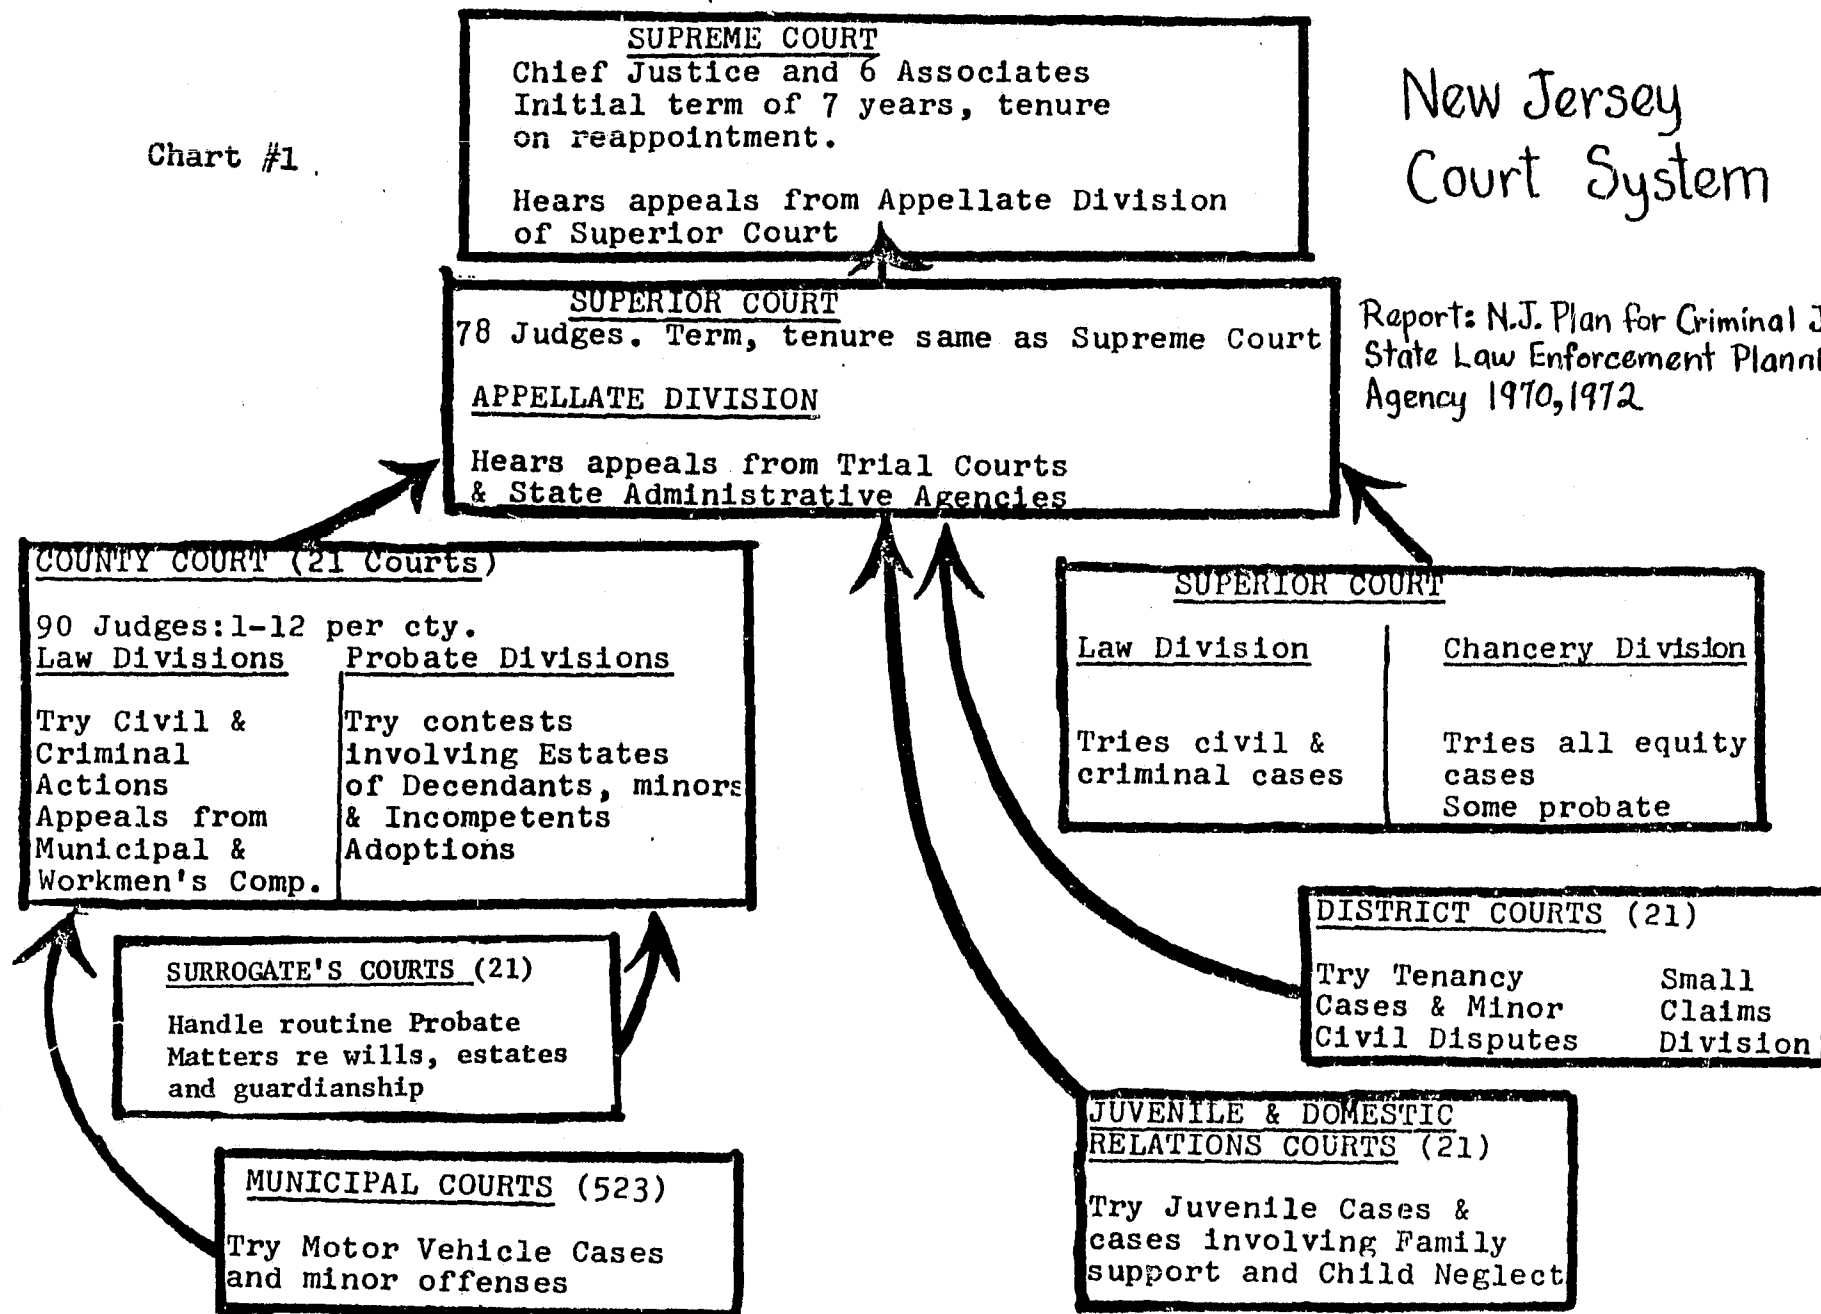 Chart #1
New Jersey
Court System
Report: N.J. Plan for Criminal J
State Law Enforcement Planni
Agency 1970, 1972
SUPREME COURT
Chief Justice and 6 Associates
Initial term of 7 years, tenure
on reappointment.
Hears appeals from Appellate Division
of Superior Court
SUPERIOR COURT
78 Judges. Term, tenure same as Supreme Court
APPELLATE DIVISION
Hears appeals from Trial Courts
& State Administrative Agencies
COUNTY COURT (21 Courts)
90 Judges:1-12 per cty.
Law Divisions
Try Civil &
Criminal
Actions
Appeals from
Municipal &
Workmen's Comp.
Probate Divisions
Try contests
involving Estates
of Decendants, minors
& Incompetents
Adoptions
SUPERIOR COURT
Law Division
Tries civil &
criminal cases
Chancery Division
Tries all equity
cases
Some probate
SURROGATE'S COURTS (21)
Handle routine Probate
Matters re wills, estates
and guardianship
DISTRICT COURTS (21)
Try Tenancy
Cases & Minor
Civil Disputes
Small
Claims
Division
MUNICIPAL COURTS (523)
Try Motor Vehicle Cases
and minor offenses
JUVENILE & DOMESTIC
RELATIONS COURTS (21)
Try Juvenile Cases &
cases involving Family
support and Child Neglect